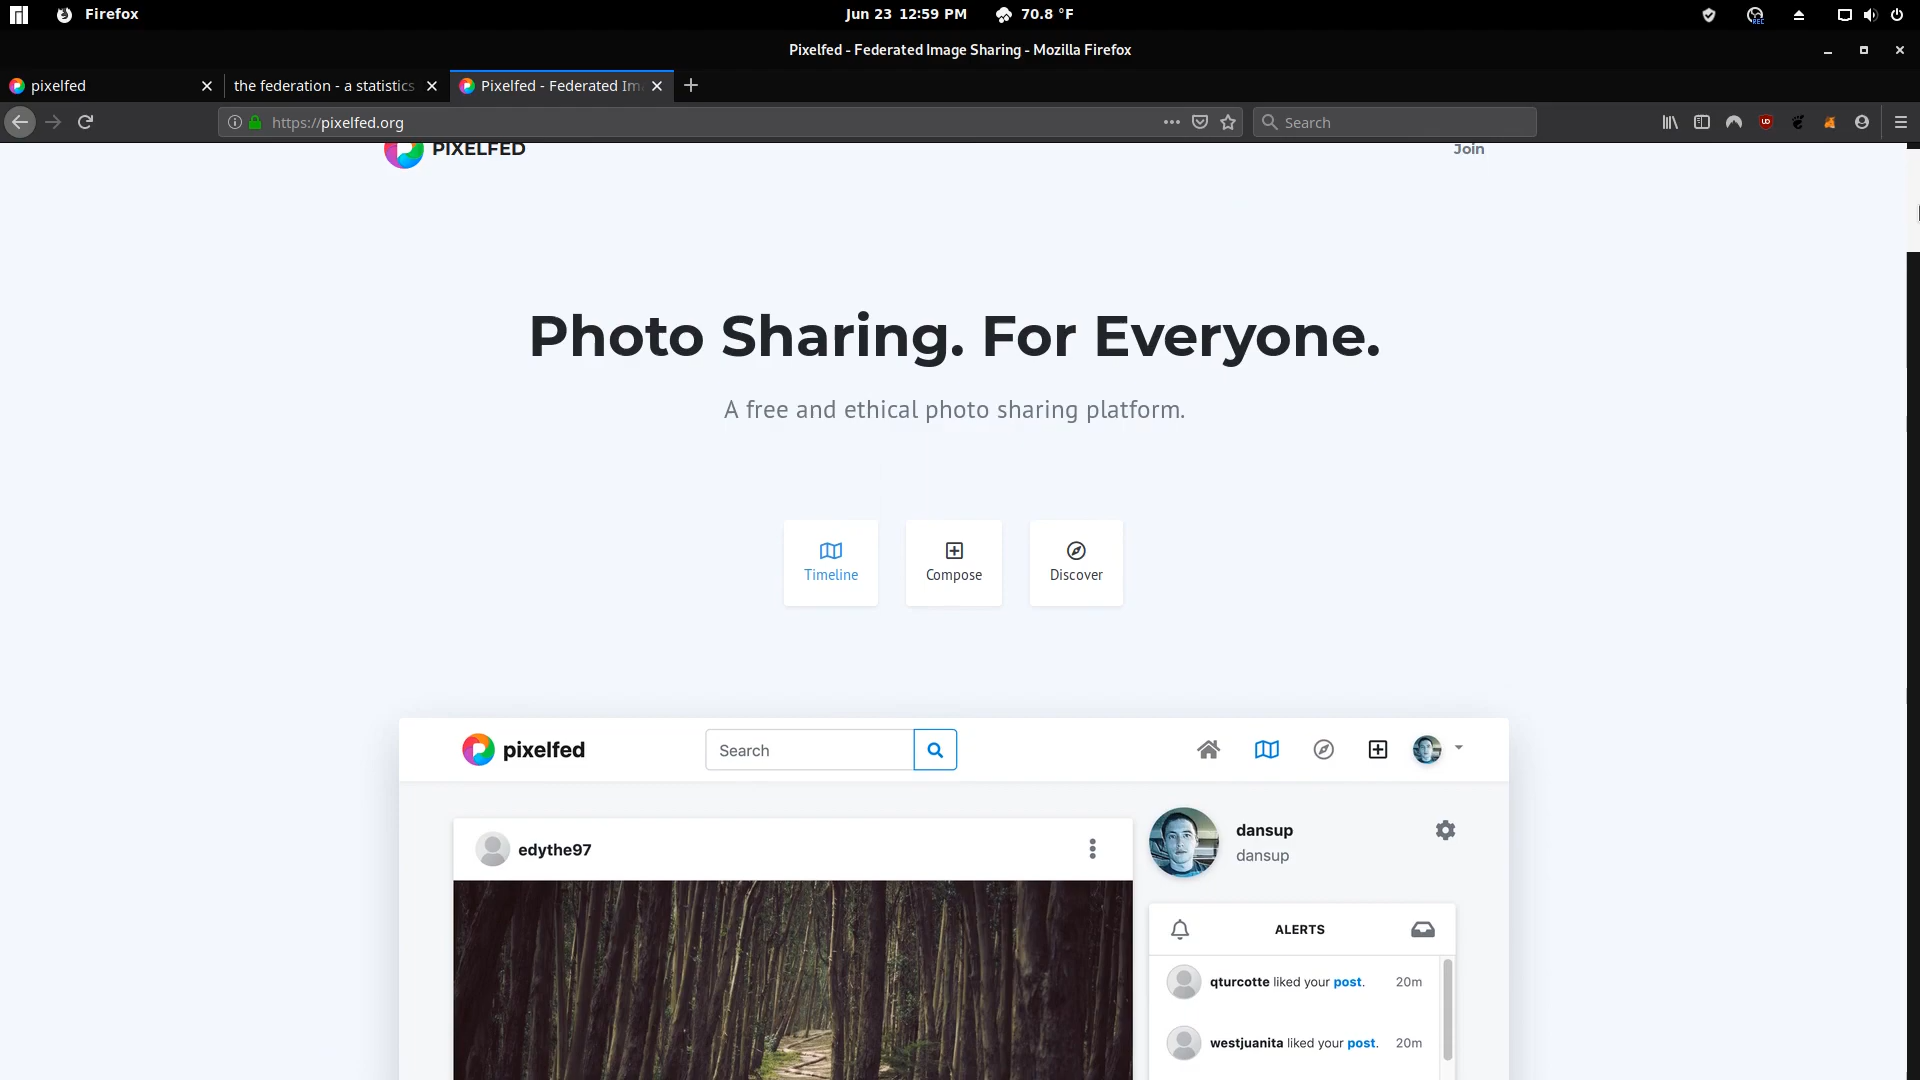 Firefox
Jun 23 12:59 PM
70.8 °F
REC
Pixelfed - Federated Image Sharing - Mozilla Firefox
pixelfed
the federation - a statistics
Pixelfed - Federated Im
https://pixelfed.org
Search
PIXELFED
Join
Photo Sharing. For Everyone.
A free and ethical photo sharing platform.
Timeline
Compose
Discover
pixelfed
Search
edythe97
dansup
dansup
ALERTS
qturcotte liked your post. 20m
westjuanita liked your post. 20m